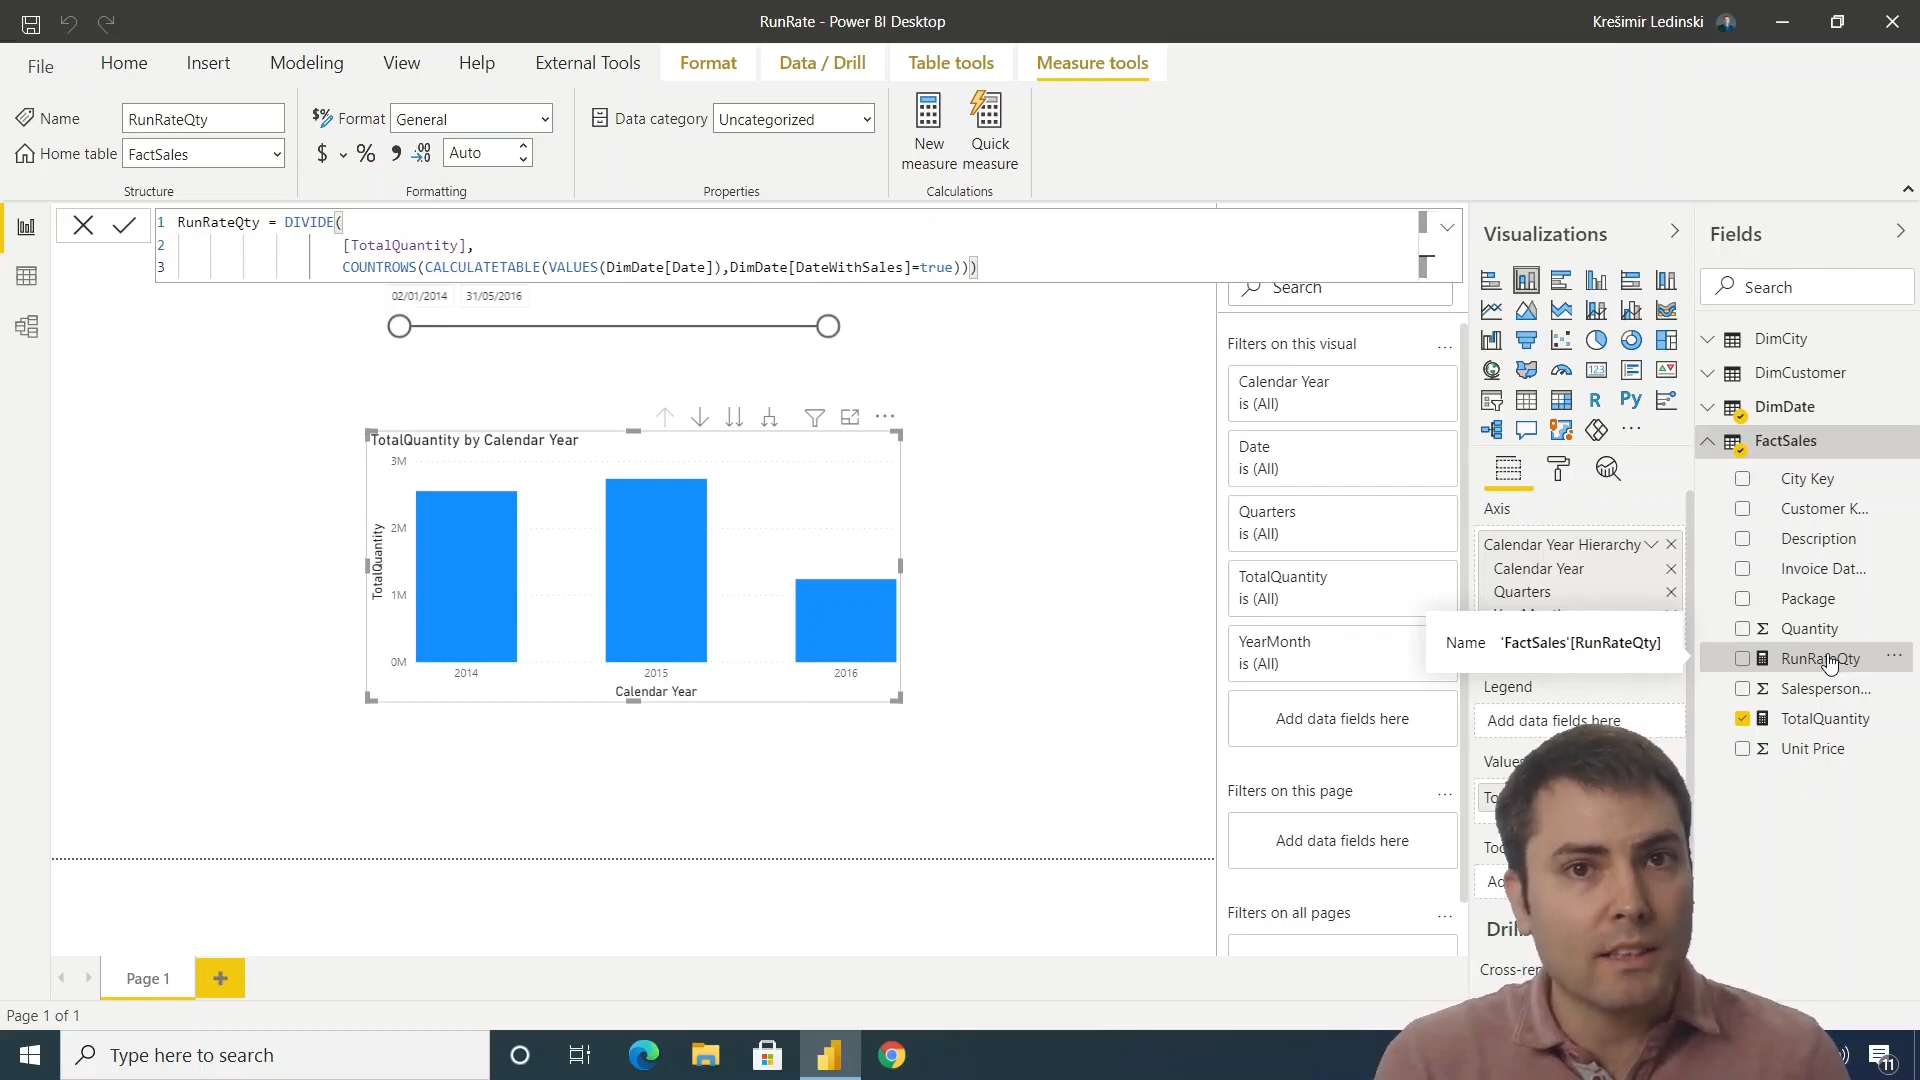 RunRate - Power BI Desktop
Krešimir Ledinski
File
Home
Insert
Modeling
View
Help
External Tools
Format
Data / Drill
Table tools
Measure tools
Name
RunRateQty
Home table
FactSales
Structure
Format
General
$
%
Auto
Formatting
Data category
Uncategorized
Properties
New
measure
Quick
measure
Calculations
1 RunRateQty = DIVIDE(
2 [TotalQuantity],
3 COUNTROWS(CALCULATETABLE(VALUES(DimDate[Date]),DimDate[DateWithSales]=true)))
02/01/2014
31/05/2016
TotalQuantity by Calendar Year
3M
2M
1M
0M
TotalQuantity
2014
2015
2016
Calendar Year
Search
Filters on this visual
Calendar Year
is (All)
Date
is (All)
Quarters
is (All)
TotalQuantity
is (All)
YearMonth
is (All)
Add data fields here
Filters on this page
Add data fields here
Filters on all pages
Visualizations
R
Py
123
Axis
Calendar Year Hierarchy
Calendar Year
Quarters
Name 'FactSales'[RunRateQty]
Legend
Add data fields here
Fields
Search
DimCity
DimCustomer
DimDate
FactSales
City Key
Customer K...
Description
Invoice Dat...
Package
Quantity
RunRateQty
Salesperson...
TotalQuantity
Unit Price
Page 1
Page 1 of 1
Type here to search
11